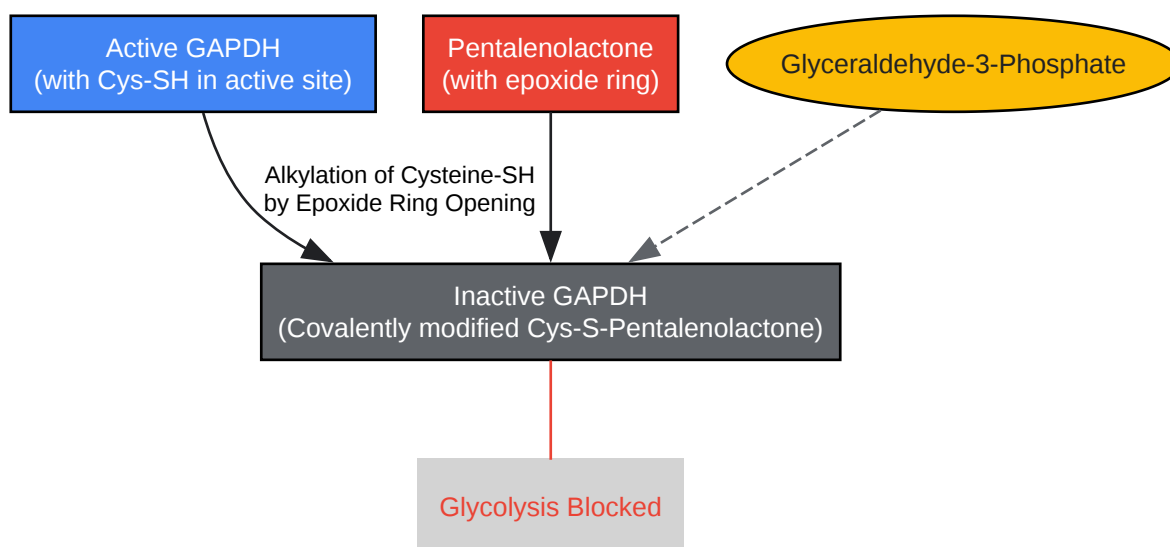 Active GAPDH
(with Cys-SH in active site)
Pentalenolactone
(with epoxide ring)
Glyceraldehyde-3-Phosphate
Alkylation of Cysteine-SH
by Epoxide Ring Opening
Inactive GAPDH
(Covalently modified Cys-S-Pentalenolactone)
Glycolysis Blocked